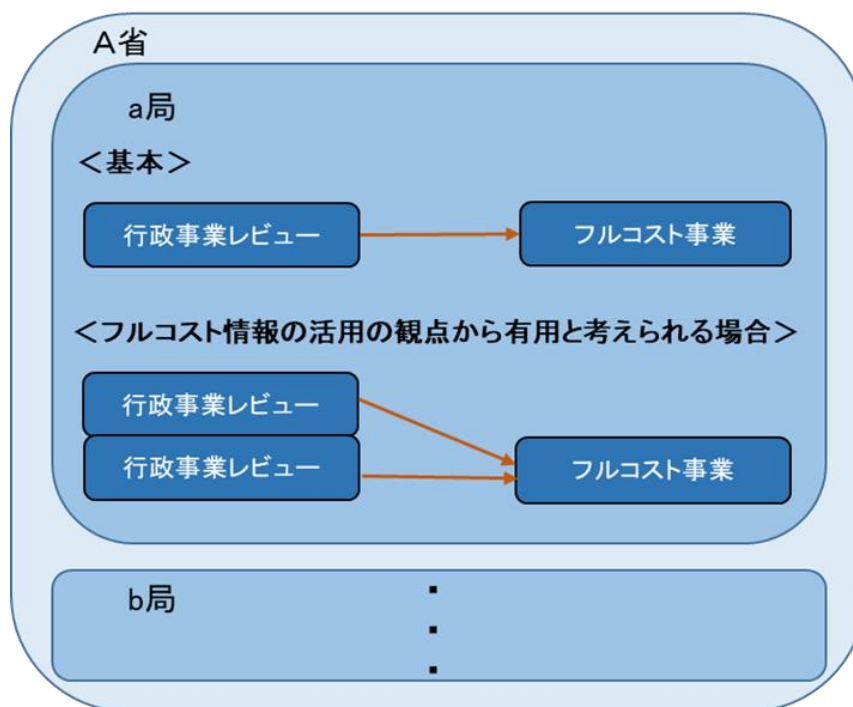 A省
a局
＜基本＞
行政事業レビュー
フルコスト事業
＜フルコスト情報の活用の観点から有用と考えられる場合＞
行政事業レビュー
行政事業レビュー
フルコスト事業
b局